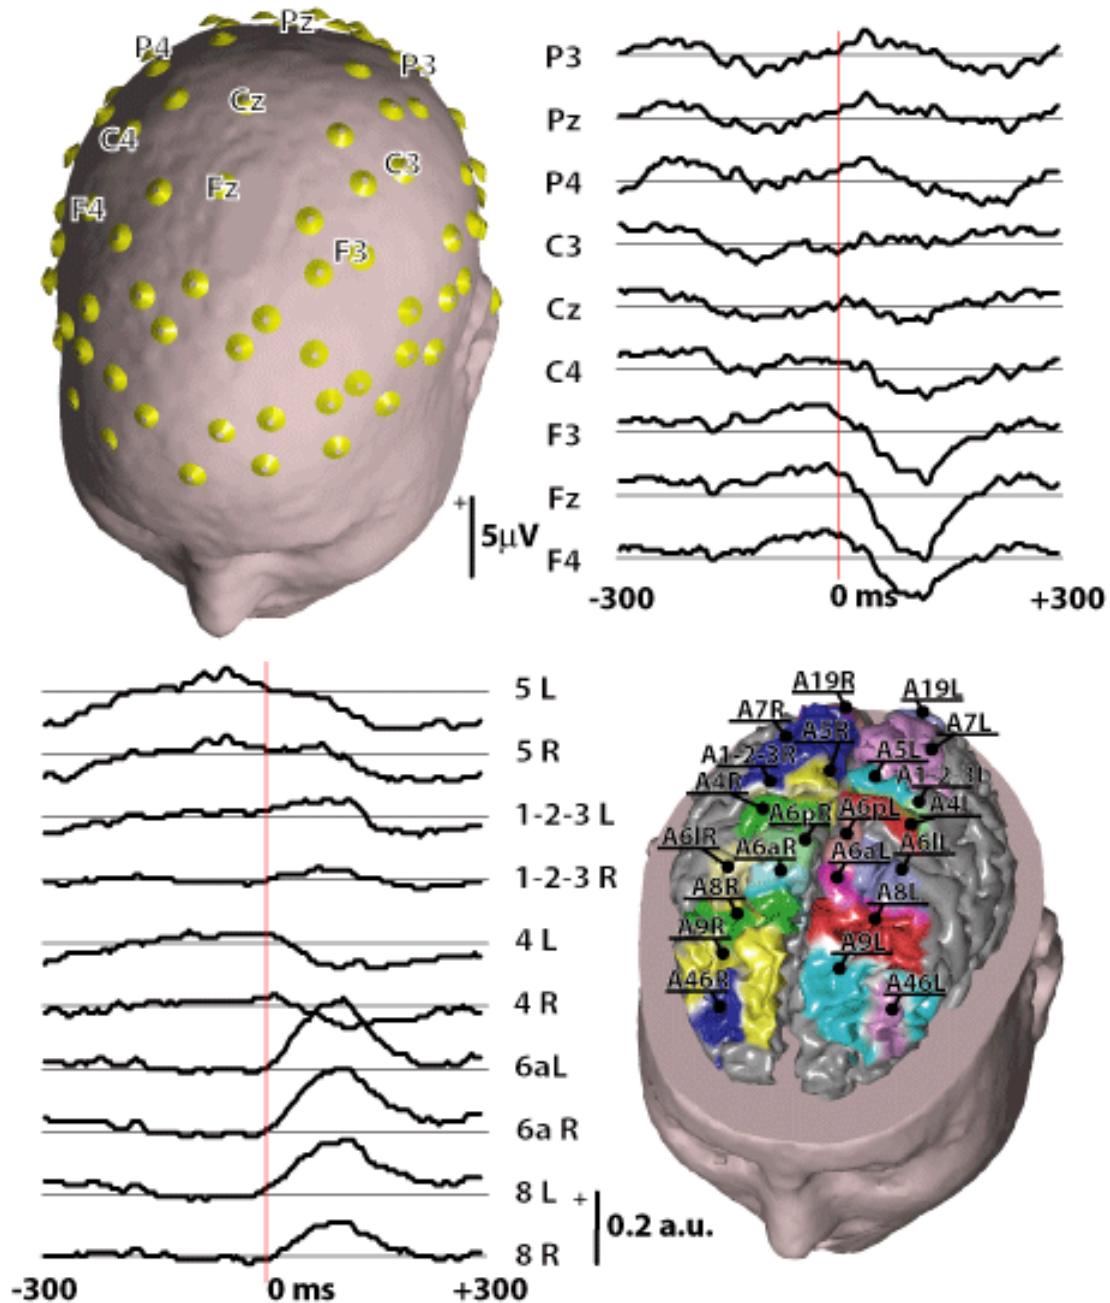 Pz
P4
P3
Cz
C4
C3
Fz
F4
F3
+
5μV
P3
Pz
P4
C3
Cz
C4
F3
Fz
F4
-300 0 ms +300
5 L
5 R
1-2-3 L
1-2-3 R
4 L
4 R
6aL
6a R
8 L
8 R
+
0.2 a.u.
-300 0 ms +300
A19R
A19L
A7R
A7L
A5R
A5L
A1-2-3R
A1-2-3L
A4R
A4L
A6pR
A6pL
A6lR
A6lL
A6aR
A6aL
A8R
A8L
A9R
A9L
A46R
A46L